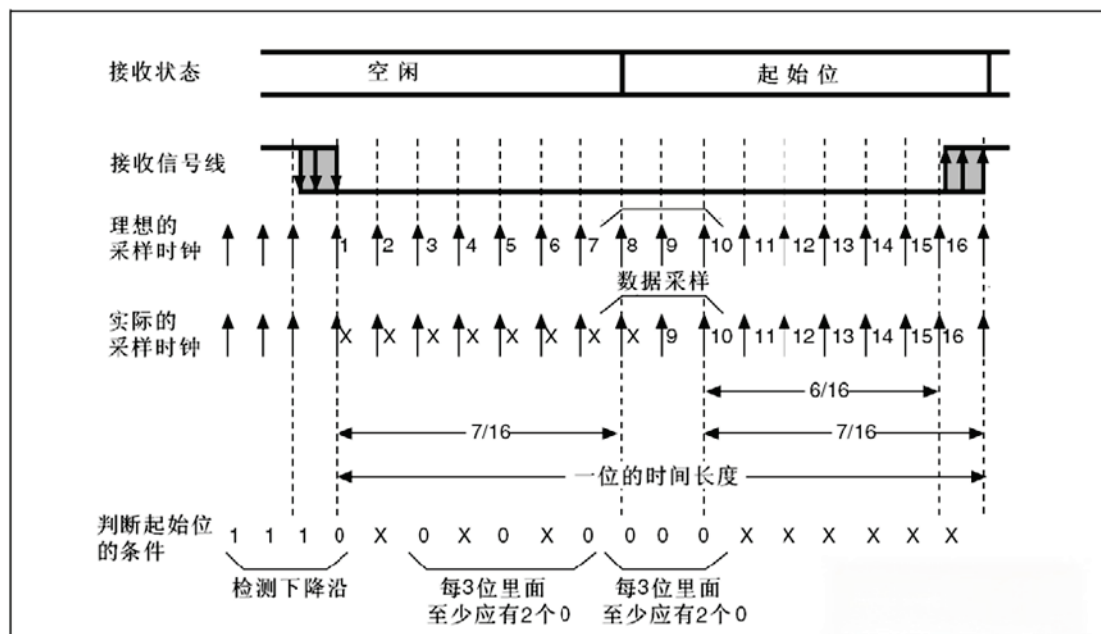 接收状态
空闲
起始位
接收信号线
理想的
采样时钟
1 2 3 4 5 6 7 8 9 10 11 12 13 14 15 16
数据采样
实际的
采样时钟
X X X X X X X X 9 10 11 12 13 14 15 16
6/16
7/16
7/16
一位的时间长度
判断起始位
的条件
1 1 1 0 X 0 X 0 X 0 0 0 0 X X X X X X
检测下降沿
每3位里面
至少应有2个0
每3位里面
至少应有2个0